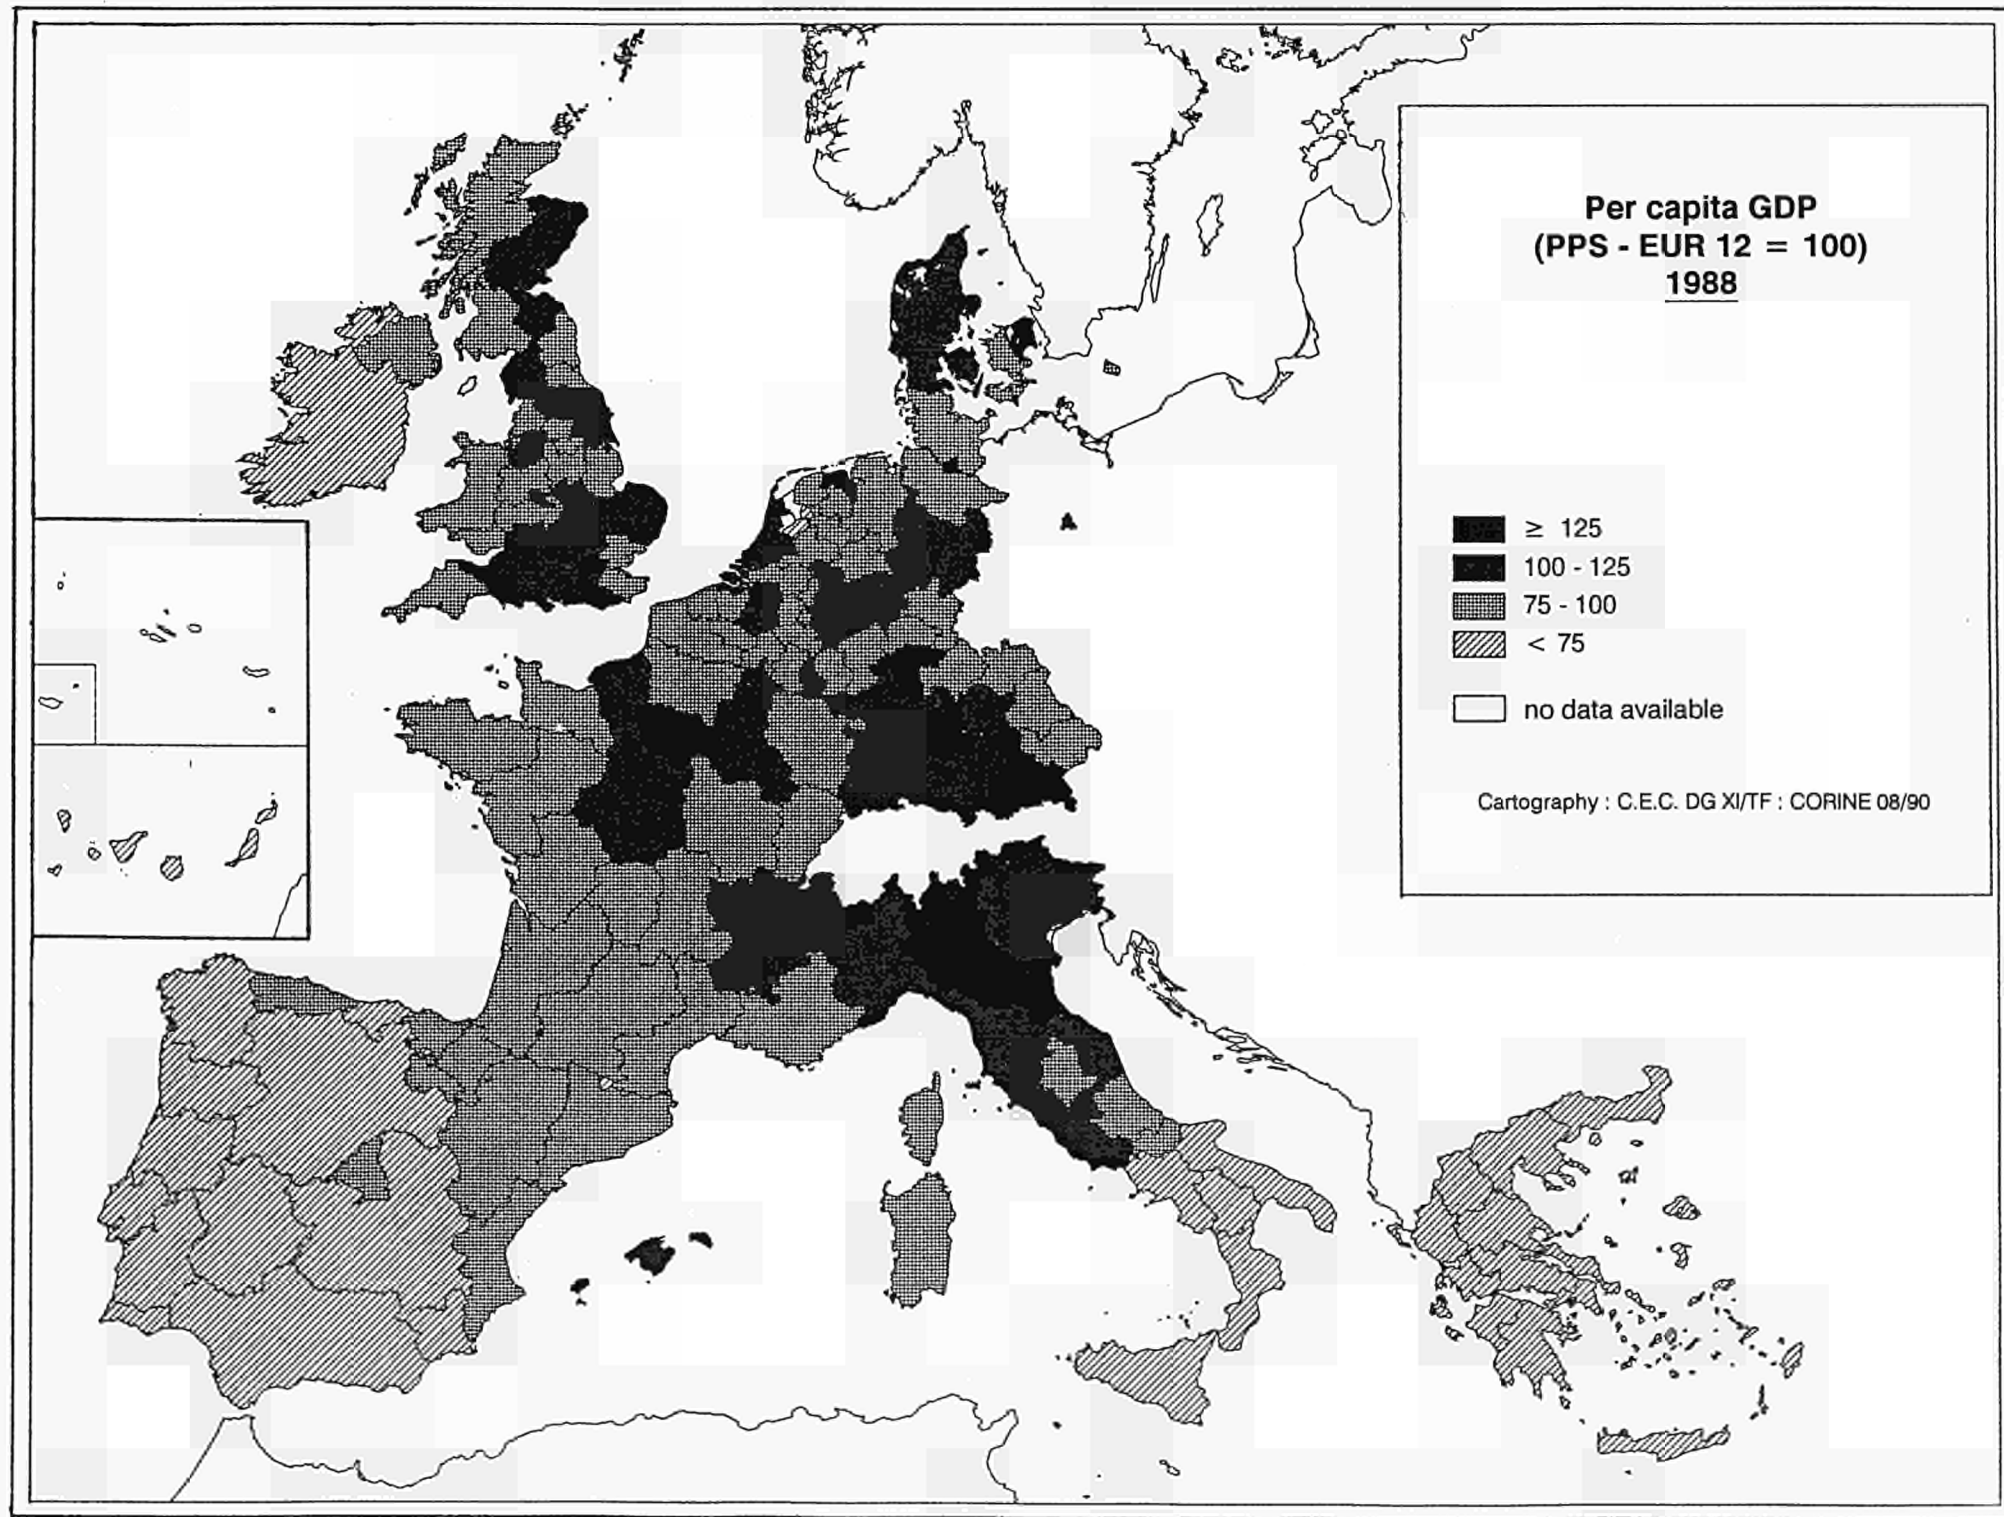 Per capita GDP
(PPS - EUR 12 = 100)
1988
≥ 125
100 - 125
75 - 100
< 75
no data available
Cartography : C.E.C. DG XI/TF : CORINE 08/90